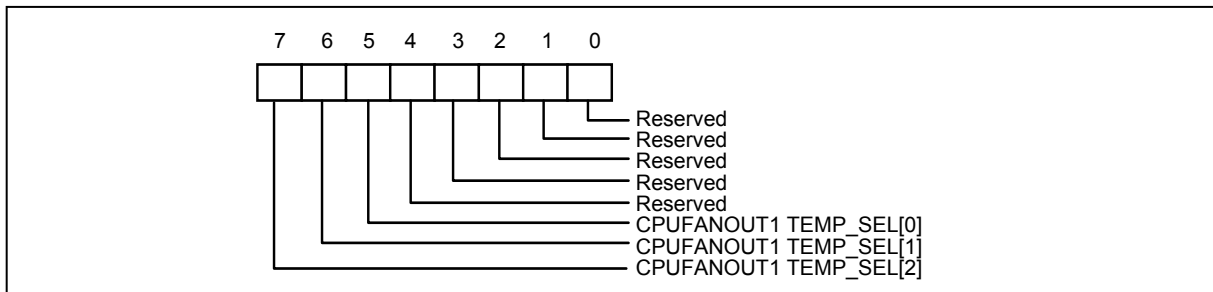 7 6 5 4 3 2 1 0
Reserved
Reserved
Reserved
Reserved
Reserved
CPUFANOUT1 TEMP_SEL[0]
CPUFANOUT1 TEMP_SEL[1]
CPUFANOUT1 TEMP_SEL[2]